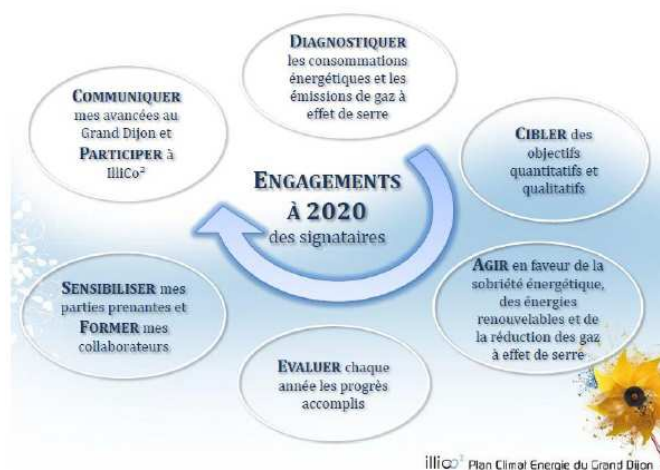 DIAGNOSTIQUER
les consommations
énergétiques et les
émissions de gaz à
effet de serre
CIBLER des
objectifs
quantitatifs et
qualitatifs
AGIR en faveur de la
sobriété énergétique,
des énergies
renouvelables et de
la réduction des gaz
à effet de serre
EVALUER chaque
année les progrès
accomplis
SENSIBILISER mes
parties prenantes et
FORMER mes
collaborateurs
COMMUNIQUER
mes avancées au
Grand Dijon et
PARTICIPER à
IlliCo²
ENGAGEMENTS
À 2020
des signataires
illico² Plan Climat Energie du Grand Dijon